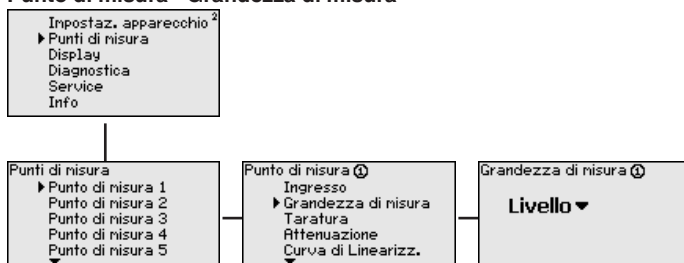 Punto di misura - Grandezza di misura
Impostaz. apparecchio 2
Punti di misura
Display
Diagnostica
Service
Info
Punti di misura
Punto di misura 1
Punto di misura 2
Punto di misura 3
Punto di misura 4
Punto di misura 5
Punto di misura ①
Ingresso
Grandezza di misura
Taratura
Attenuazione
Curva di Linearizz.
Grandezza di misura ①
Livello